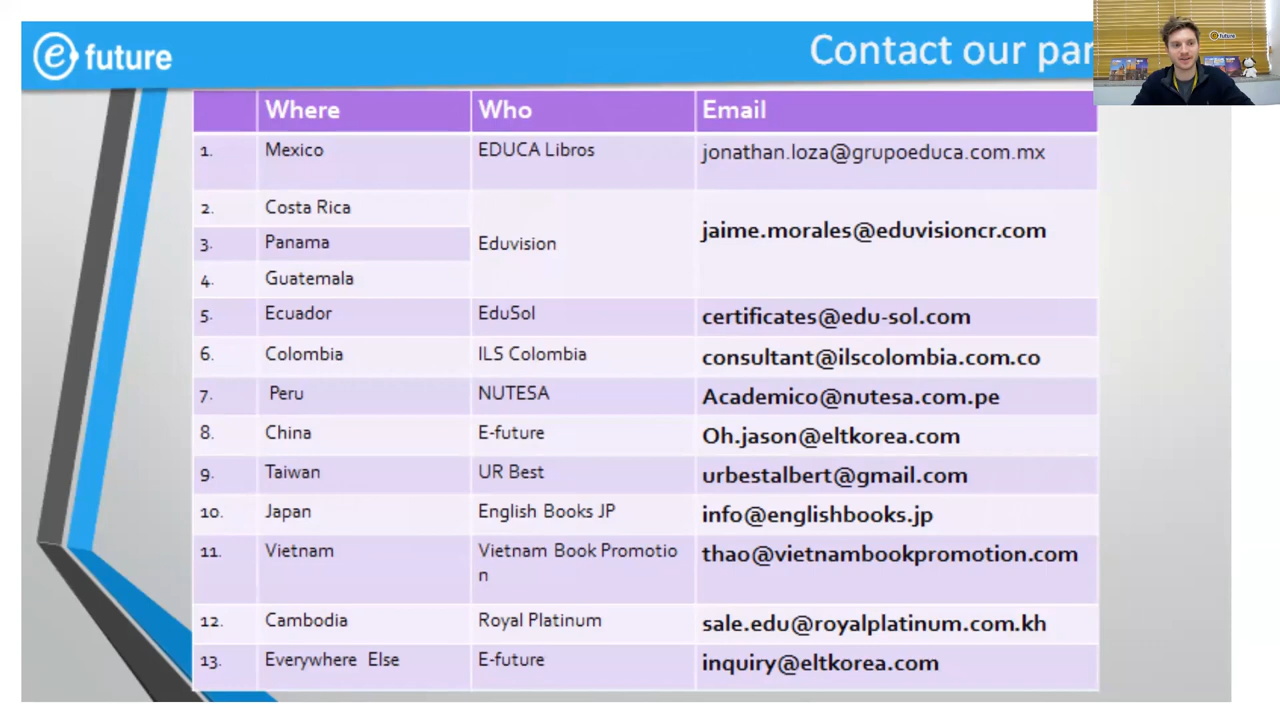 e future
Contact our par
Where Who Email
1. Mexico EDUCA Libros jonathan.loza@grupoeduca.com.mx
2. Costa Rica
3. Panama
4. Guatemala
Eduvision
jaime.morales@eduvisioncr.com
5. Ecuador EduSol certificates@edu-sol.com
6. Colombia ILS Colombia consultant@ilscolombia.com.co
7. Peru NUTESA Academico@nutesa.com.pe
8. China E-future Oh.jason@eltkorea.com
9. Taiwan UR Best urbestalbert@gmail.com
10. Japan English Books JP info@englishbooks.jp
11. Vietnam Vietnam Book Promotio thao@vietnambookpromotion.com
n
12. Cambodia Royal Platinum sale.edu@royalplatinum.com.kh
13. Everywhere Else E-future inquiry@eltkorea.com
e future